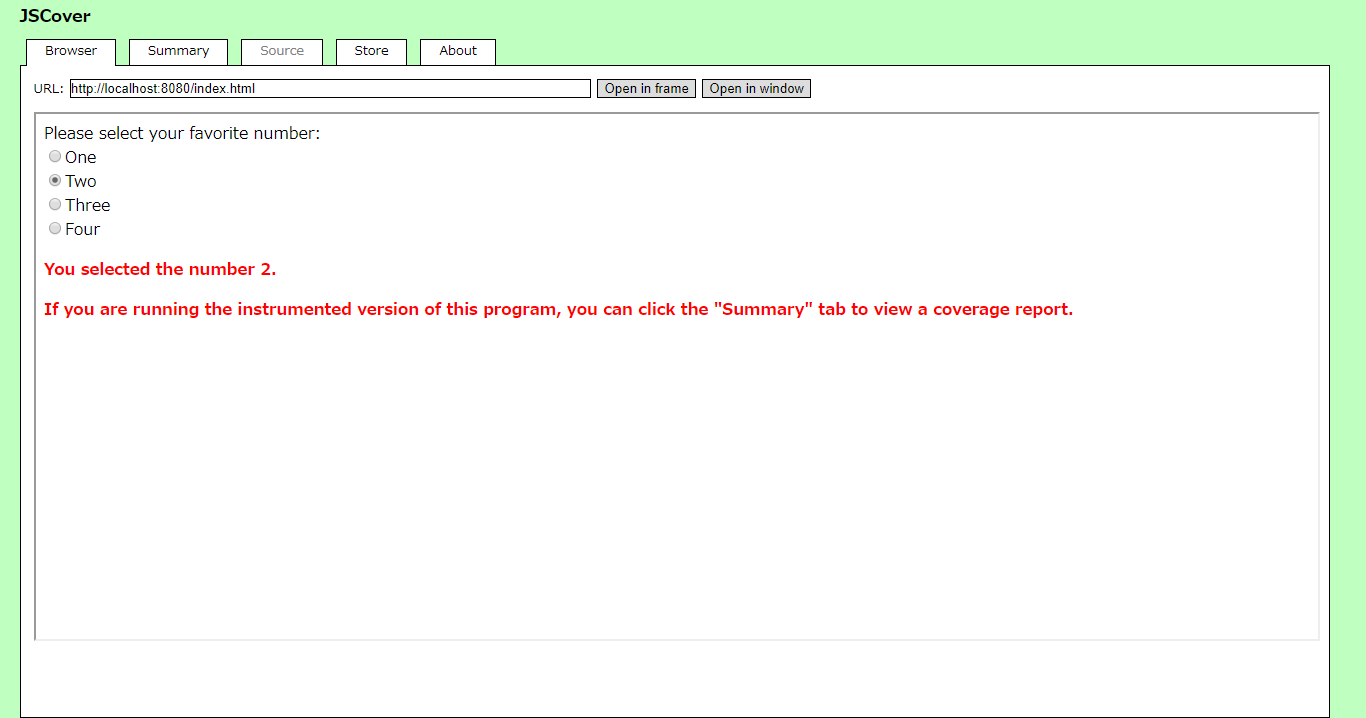 JSCover
Browser Summary Source Store About
URL: http://localhost:8080/index.html Open in frame Open in window
Please select your favorite number:
One
Two
Three
Four
You selected the number 2.
If you are running the instrumented version of this program, you can click the "Summary" tab to view a coverage report.